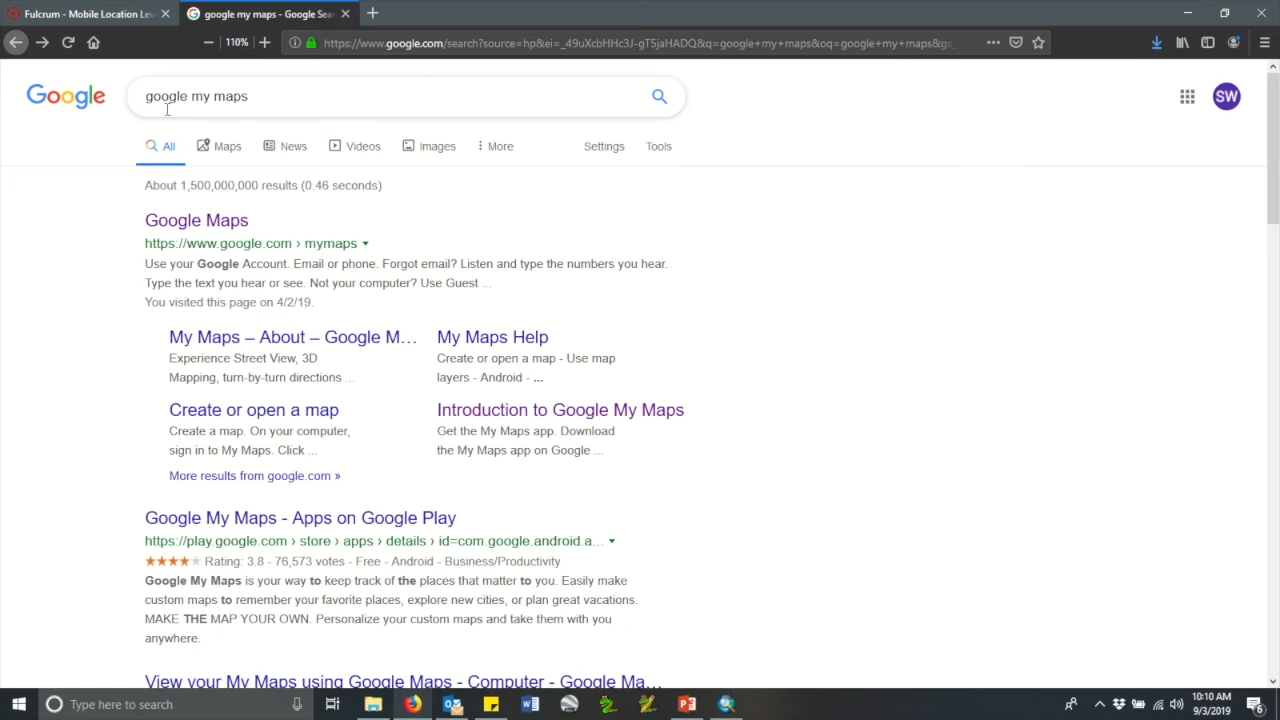 Fulcrum - Mobile Location Lev
google my maps - Google Sea
110%
https://www.google.com/search?source=hp&ei=_49uXcbHHc3J-gT5jaHADQ&q=google+my+maps&oq=google+my+maps&gs_
Google
google my maps
SW
All
Maps
News
Videos
Images
More
Settings
Tools
About 1,500,000,000 results (0.46 seconds)
Google Maps
https://www.google.com › mymaps
Use your Google Account. Email or phone. Forgot email? Listen and type the numbers you hear.
Type the text you hear or see. Not your computer? Use Guest ...
You visited this page on 4/2/19.
My Maps – About – Google M...
Experience Street View, 3D
Mapping, turn-by-turn directions ...
My Maps Help
Create or open a map - Use map
layers - Android - ...
Create or open a map
Create a map. On your computer,
sign in to My Maps. Click ...
Introduction to Google My Maps
Get the My Maps app. Download
the My Maps app on Google ...
More results from google.com »
Google My Maps - Apps on Google Play
https://play.google.com › store › apps › details › id=com.google.android.a...
Rating: 3.8 - 76,573 votes - Free - Android - Business/Productivity
Google My Maps is your way to keep track of the places that matter to you. Easily make
custom maps to remember your favorite places, explore new cities, or plan great vacations.
MAKE THE MAP YOUR OWN. Personalize your custom maps and take them with you
anywhere.
View your My Maps using Google Maps - Computer - Google Ma...
Type here to search
10:10 AM
9/3/2019
6